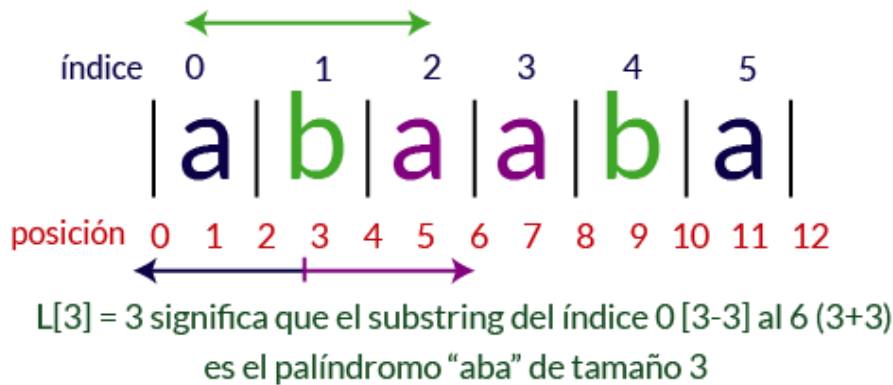 índice 0 1 2 3 4 5
| a | b | a | a | b | a |
posición 0 1 2 3 4 5 6 7 8 9 10 11 12
L[3] = 3 significa que el substring del índice 0 [3-3] al 6 (3+3)
es el palíndromo “aba” de tamaño 3